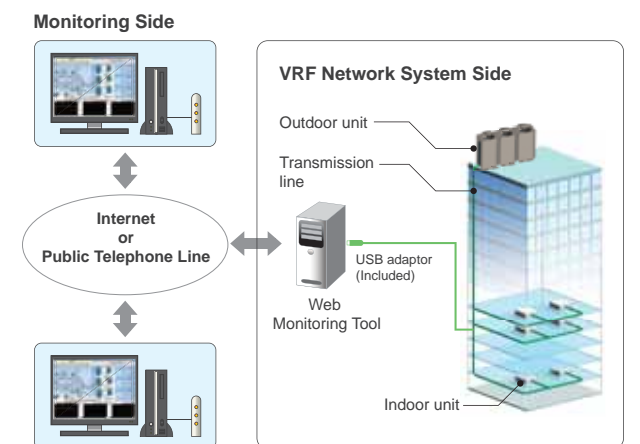 Monitoring Side
VRF Network System Side
Outdoor unit
Transmission
line
Internet
or
Public Telephone Line
USB adaptor
(Included)
Web
Monitoring Tool
Indoor unit